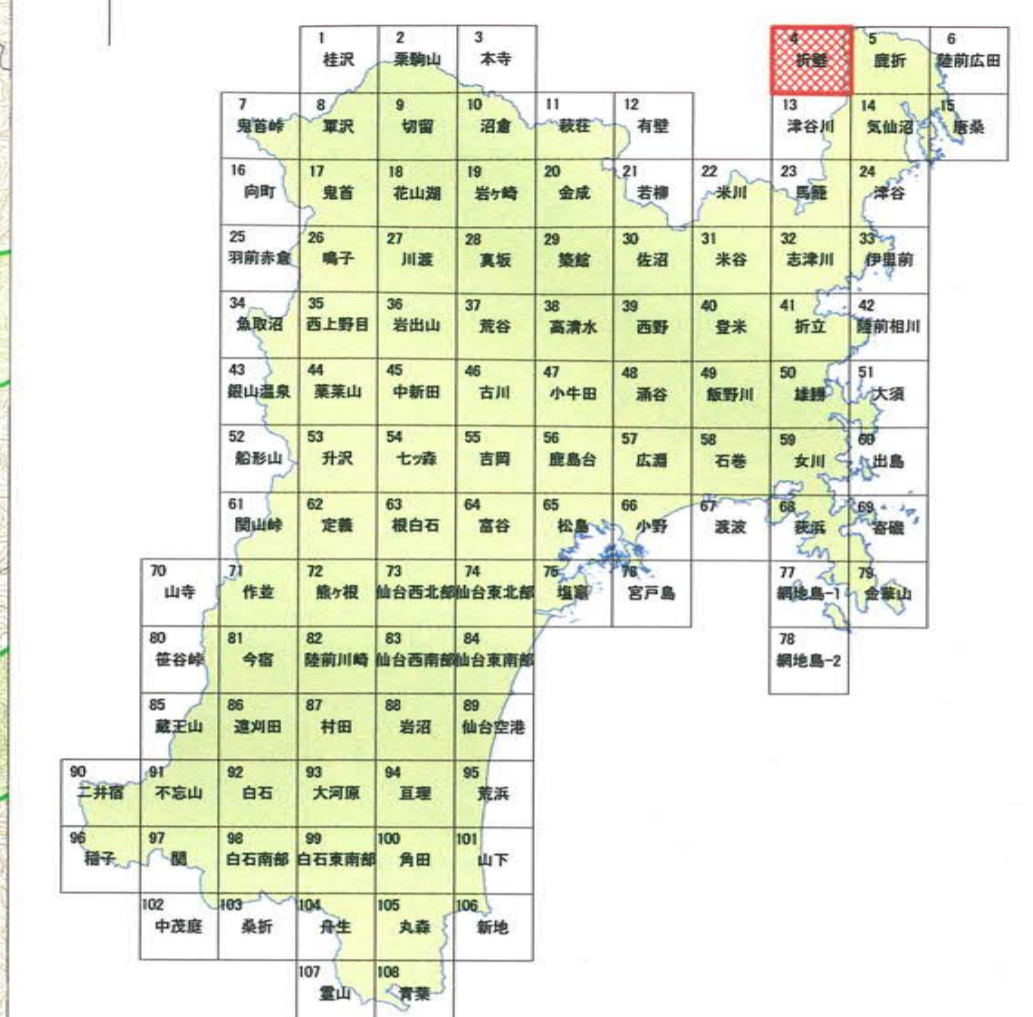 1 2 3 4 5 6
桂沢 栗駒山 本寺 折壁 鹿折 陸前広田
7 8 9 10 11 12 13 14 15
鬼首峠 軍沢 切留 沼倉 萩荘 有壁 津谷川 気仙沼 唐桑
16 17 18 19 20 21 22 23 24
向町 鬼首 花山湖 岩ヶ崎 金成 若柳 米川 馬籠 津谷
25 26 27 28 29 30 31 32 33
羽前赤倉 鳴子 川渡 真坂 築館 佐沼 米谷 志津川 伊里前
34 35 36 37 38 39 40 41 42
魚取沼 西上野目 岩出山 荒谷 高清水 西野 登米 折立 陸前相川
43 44 45 46 47 48 49 50 51
銀山温泉 薬莱山 中新田 古川 小牛田 涌谷 飯野川 雄勝 大須
52 53 54 55 56 57 58 59 60
船形山 升沢 七ッ森 吉岡 鹿島台 広淵 石巻 女川 出島
61 62 63 64 65 66 67 68 69
関山峠 定義 根白石 富谷 松島 小野 渡波 荻浜 寄磯
70 71 72 73 74 75 76 77 79
山寺 作並 熊ヶ根 仙台西北部 仙台東北部 塩竈 宮戸島 網地島-1 金華山
80 81 82 83 84 78
笹谷峠 今宿 陸前川崎 仙台西南部 仙台東南部 網地島-2
85 86 87 88 89
蔵王山 遠刈田 村田 岩沼 仙台空港
90 91 92 93 94 95
二井宿 不忘山 白石 大河原 亘理 荒浜
96 97 98 99 100 101
稲子 関 白石南部 白石東南部 角田 山下
102 103 104 105 106
中茂庭 桑折 舟生 丸森 新地
107 108
霊山 青葉